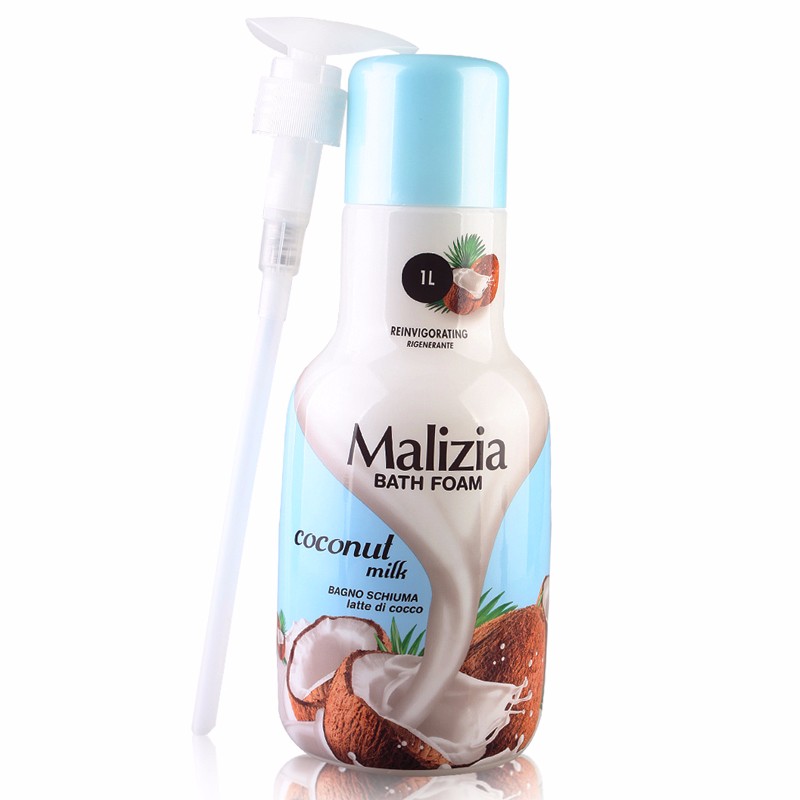 1L
REINVIGORATING
RIGENERANTE
Malizia
BATH FOAM
coconut
milk
BAGNO SCHIUMA
latte di cocco